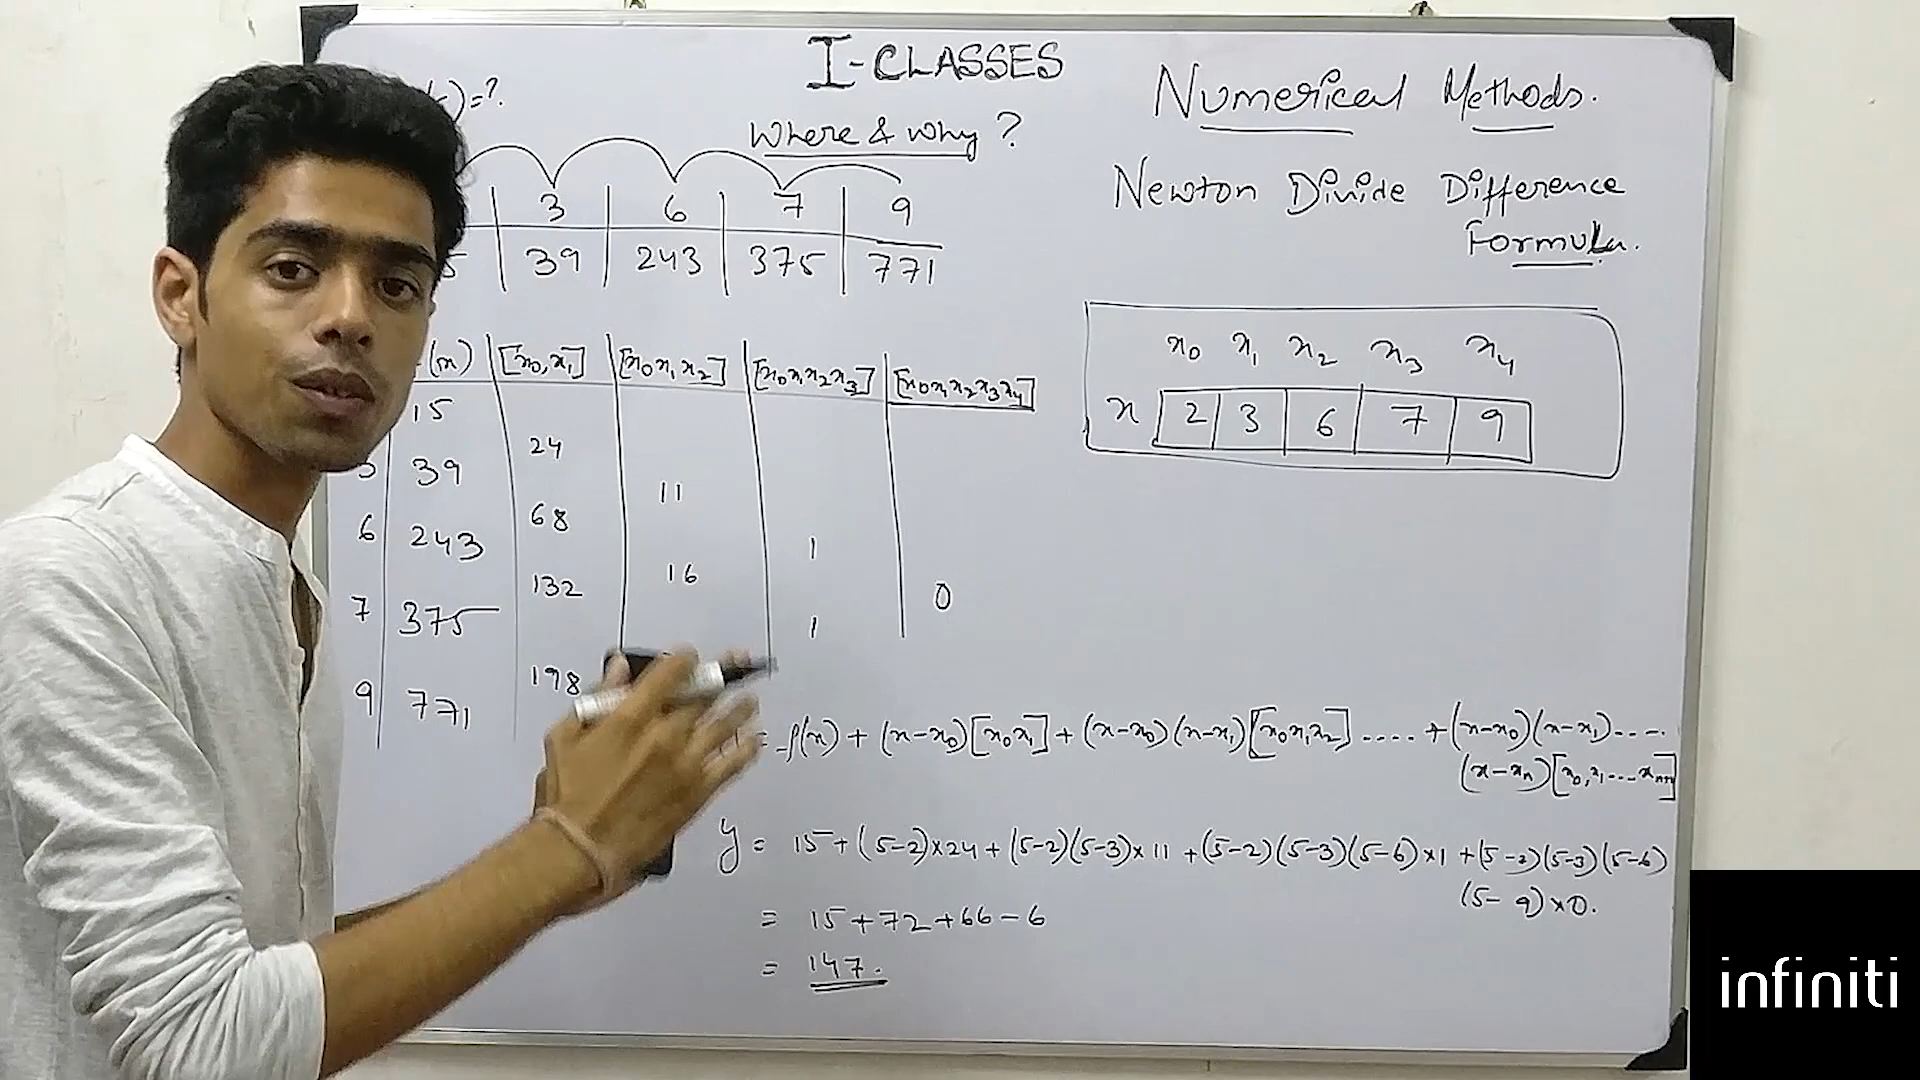 I-CLASSES
Numerical Methods.
)=?
Where & Why ?
Newton Divide Difference
Formula.
3 6 7 9
5 39 243 375 771
x₀ x₁ x₂ x₃ x₄
x 2 3 6 7 9
(x) [x₀,x₁] [x₀x₁x₂] [x₀x₁x₂x₃] [x₀x₁x₂x₃x₄]
15
24
39
11
68
6 243 1
16
132 0
7 375
1
198
9 771
= f(x) + (x-x₀)[x₀x₁] + (x-x₀)(x-x₁)[x₀x₁x₂] .... + (x-x₀)(x-x₁)....
(x-xₙ)[x₀,x₁...xₙ₊₁]
y = 15+(5-2)×24+(5-2)(5-3)×11+(5-2)(5-3)(5-6)×1+(5-2)(5-3)(5-6)
(5-9)×0.
= 15+72+66-6
= 147.
infiniti